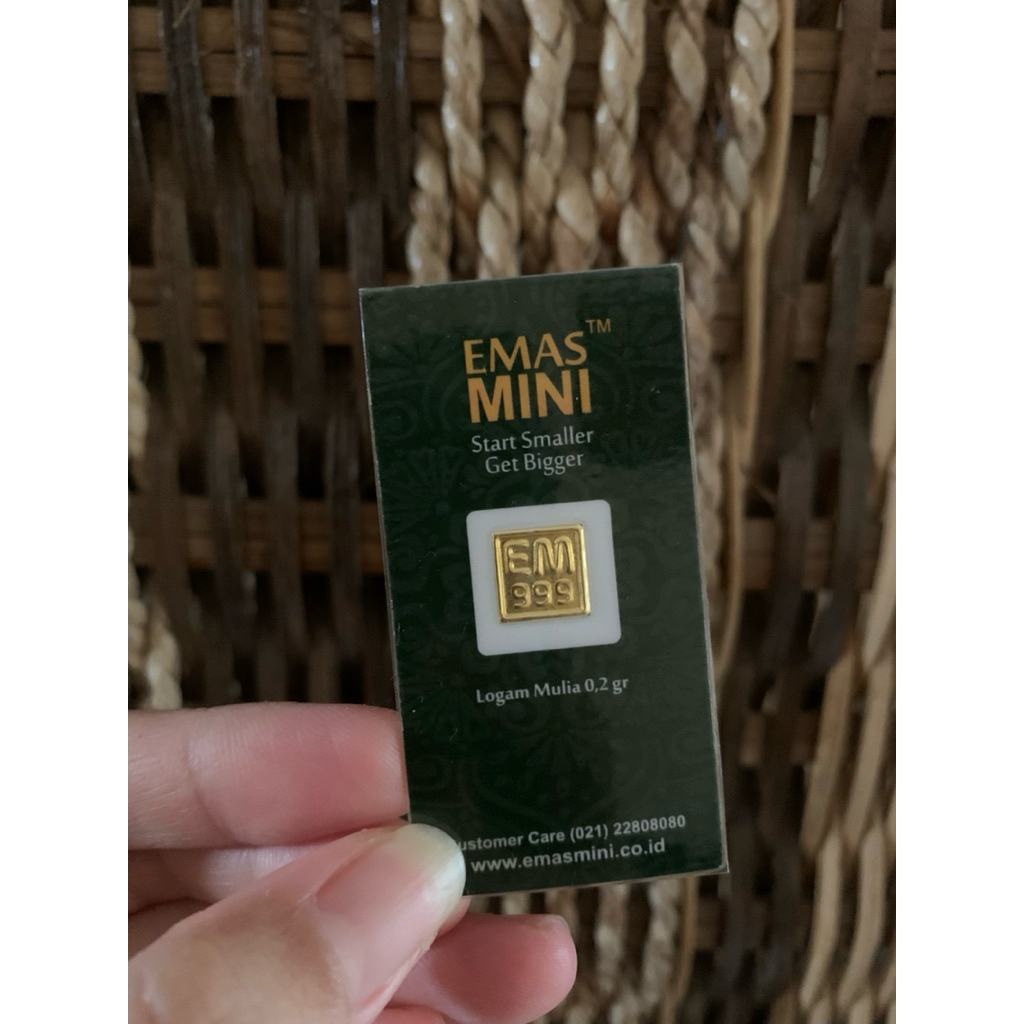 EMAS™
MINI
Start Smaller
Get Bigger
EM
999
Logam Mulia 0,2 gr
ustomer Care (021) 22808080
www.emasmini.co.id